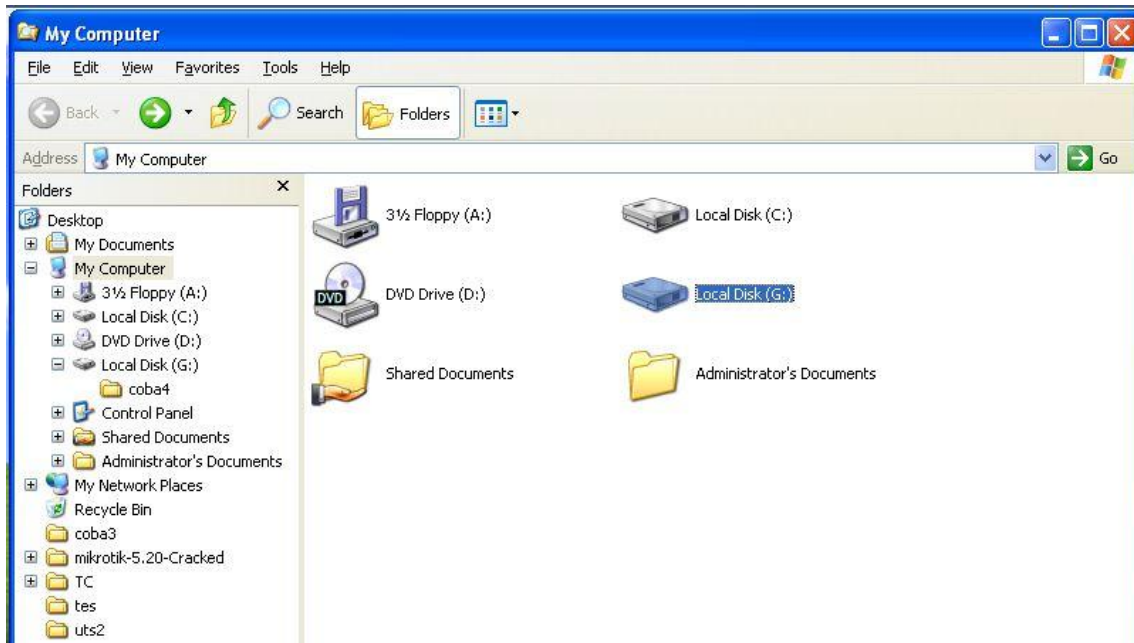 My Computer
File Edit View Favorites Tools Help
Back Search Folders
Address My Computer Go
Folders
Desktop
My Documents
My Computer
3½ Floppy (A:)
Local Disk (C:)
DVD Drive (D:)
Local Disk (G:)
coba4
Control Panel
Shared Documents
Administrator's Documents
My Network Places
Recycle Bin
coba3
mikrotik-5.20-Cracked
TC
tes
uts2
3½ Floppy (A:) Local Disk (C:)
DVD
DVD Drive (D:) Local Disk (G:)
Shared Documents Administrator's Documents